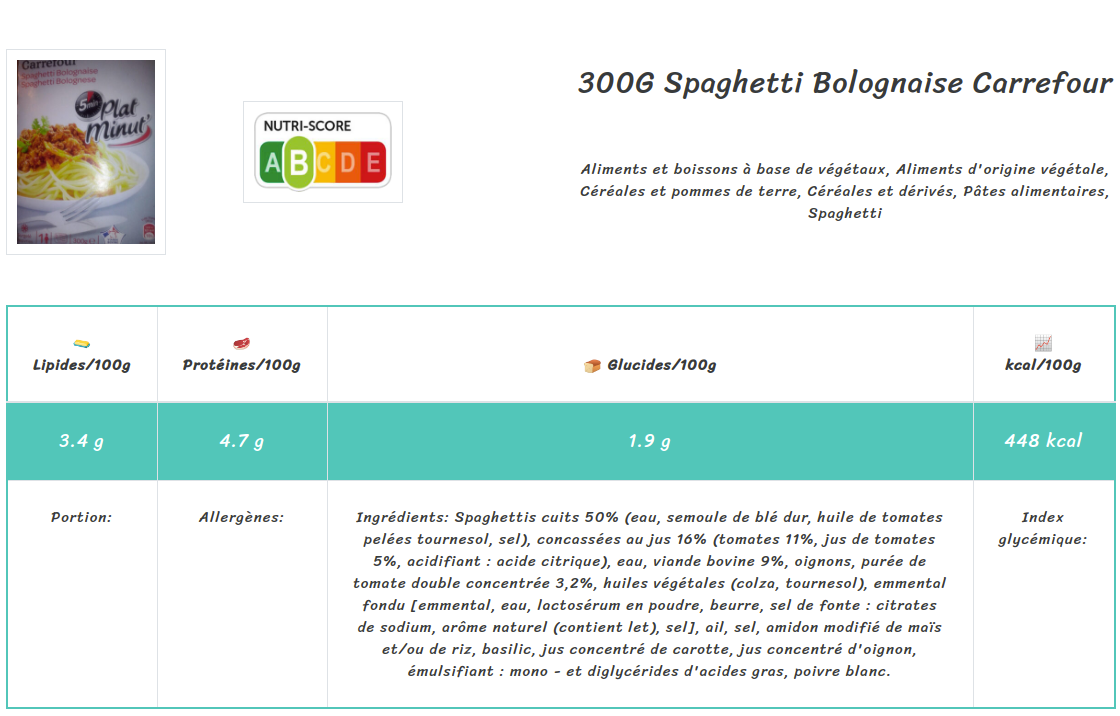 Carrefour
Spaghetti Bolognaise
Spaghetti Bolognese
5min
Plat
Minut'
NUTRI-SCORE
A B C D E
300G Spaghetti Bolognaise Carrefour
Aliments et boissons à base de végétaux, Aliments d'origine végétale,
Céréales et pommes de terre, Céréales et dérivés, Pâtes alimentaires,
Spaghetti
Lipides/100g
Protéines/100g
Glucides/100g
kcal/100g
3.4 g
4.7 g
1.9 g
448 kcal
Portion:
Allergènes:
Ingrédients: Spaghettis cuits 50% (eau, semoule de blé dur, huile de tomates
pelées tournesol, sel), concassées au jus 16% (tomates 11%, jus de tomates
5%, acidifiant : acide citrique), eau, viande bovine 9%, oignons, purée de
tomate double concentrée 3,2%, huiles végétales (colza, tournesol), emmental
fondu [emmental, eau, lactosérum en poudre, beurre, sel de fonte : citrates
de sodium, arôme naturel (contient let), sel], ail, sel, amidon modifié de maïs
et/ou de riz, basilic, jus concentré de carotte, jus concentré d'oignon,
émulsifiant : mono - et diglycérides d'acides gras, poivre blanc.
Index
glycémique: